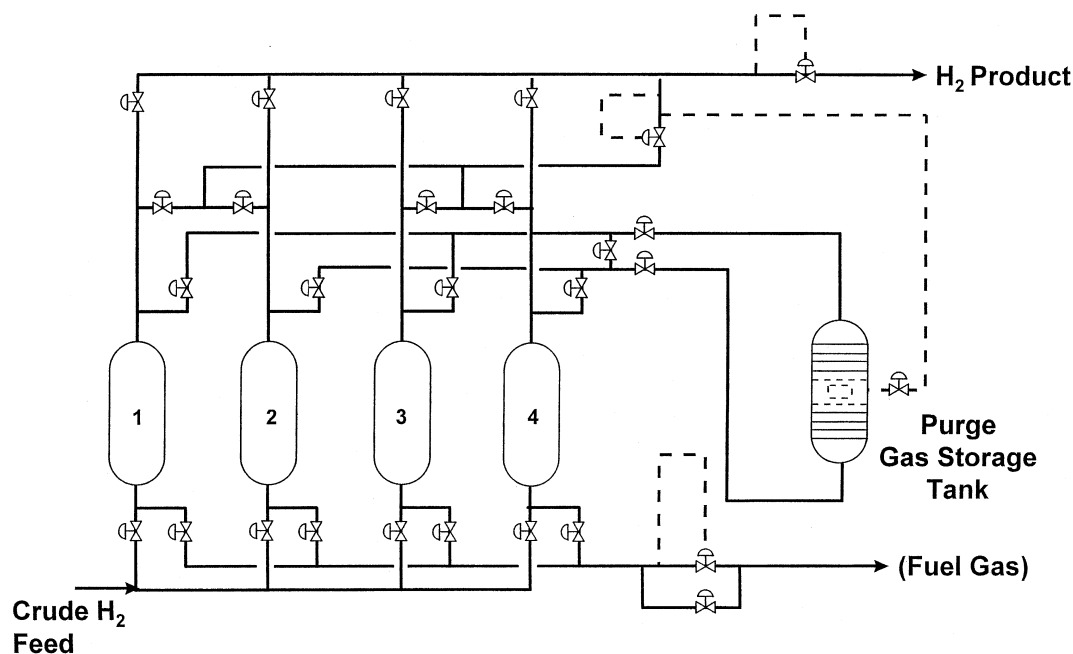 H2 Product
1
2
3
4
Purge
Gas Storage
Tank
(Fuel Gas)
Crude H2
Feed